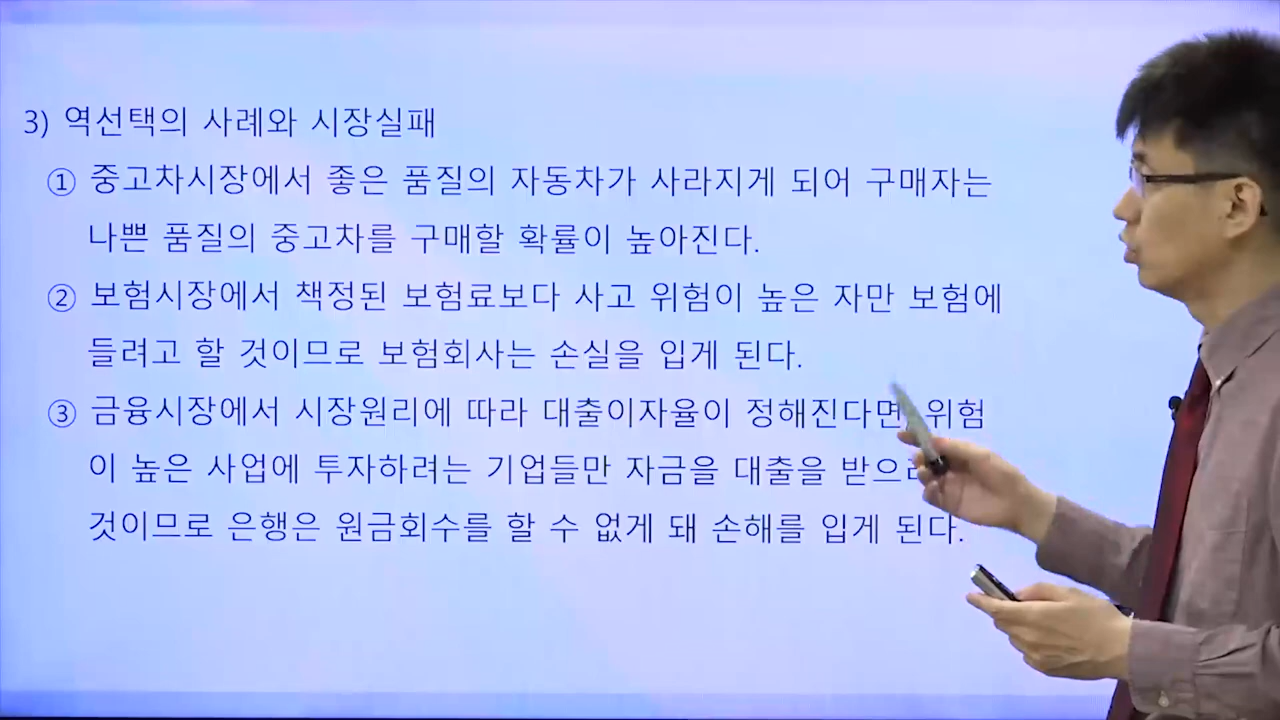 3) 역선택의 사례와 시장실패
① 중고차시장에서 좋은 품질의 자동차가 사라지게 되어 구매자는
나쁜 품질의 중고차를 구매할 확률이 높아진다.
② 보험시장에서 책정된 보험료보다 사고 위험이 높은 자만 보험에
들려고 할 것이므로 보험회사는 손실을 입게 된다.
③ 금융시장에서 시장원리에 따라 대출이자율이 정해진다면, 위험
이 높은 사업에 투자하려는 기업들만 자금을 대출을
것이므로 은행은 원금회수를 할 수 없게 돼 손해를 입게 된다.